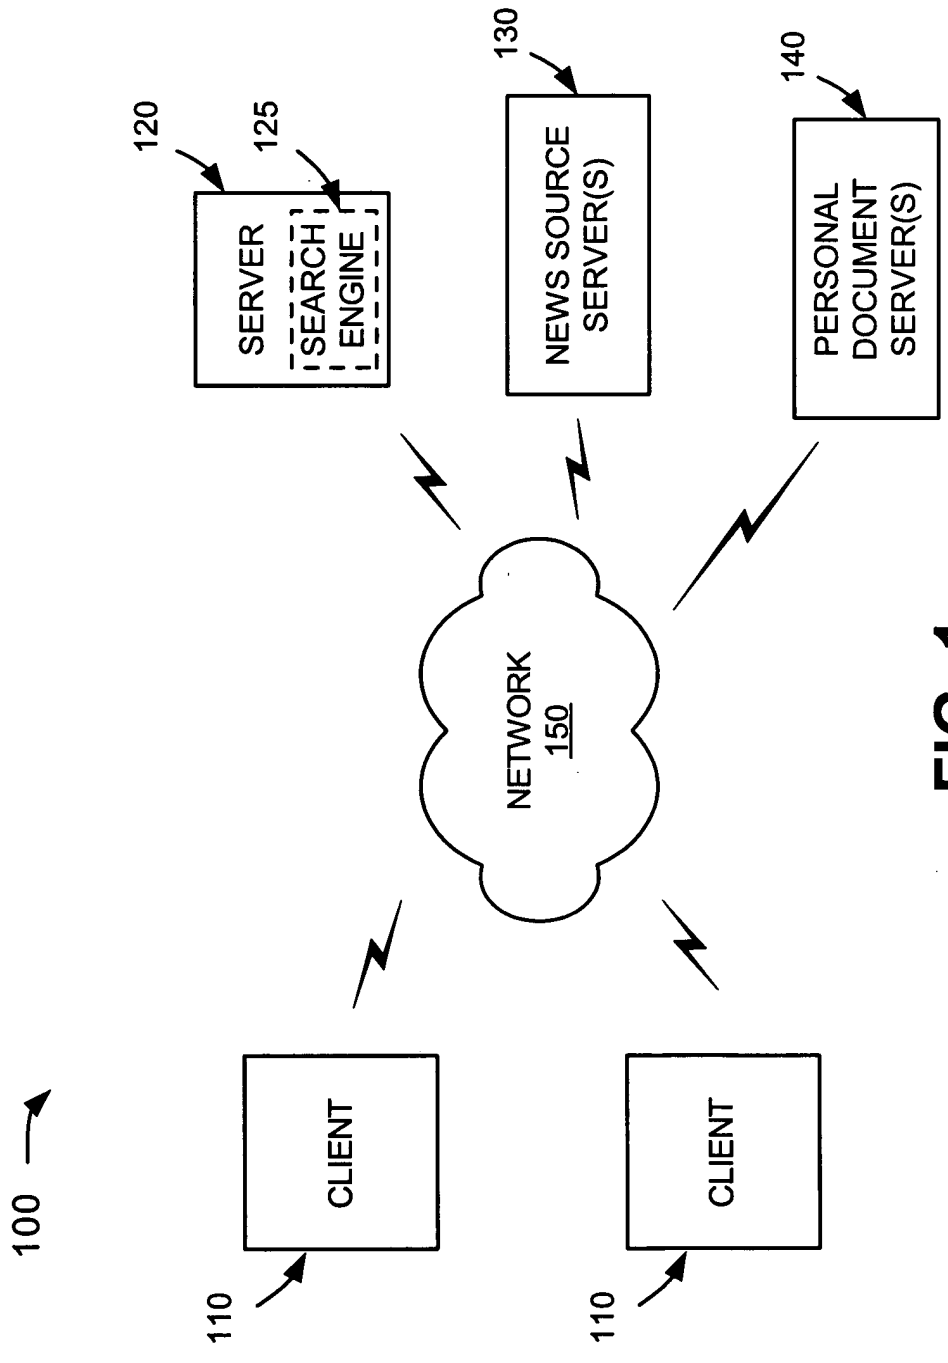 100
120
SERVER
125
SEARCH
ENGINE
110
CLIENT
NETWORK
150
130
NEWS SOURCE
SERVER(S)
110
CLIENT
140
PERSONAL
DOCUMENT
SERVER(S)
FIG. 1